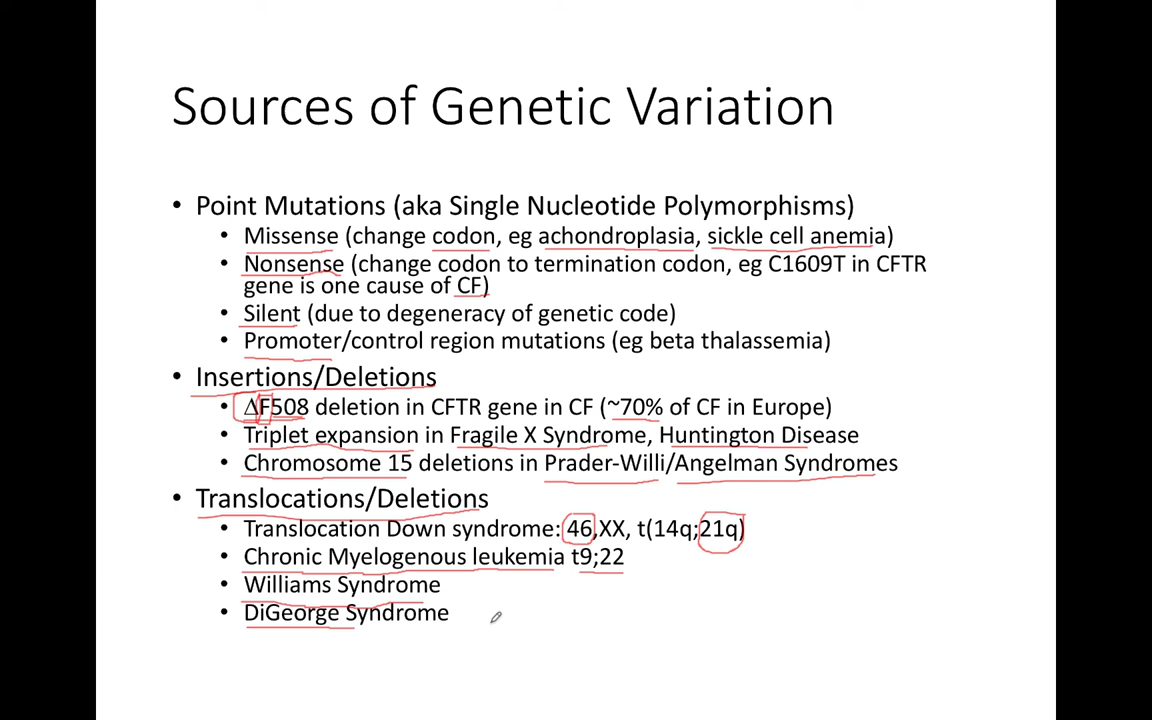 Sources of Genetic Variation
• Point Mutations (aka Single Nucleotide Polymorphisms)
• Missense (change codon, eg achondroplasia, sickle cell anemia)
• Nonsense (change codon to termination codon, eg C1609T in CFTR
gene is one cause of CF)
• Silent (due to degeneracy of genetic code)
• Promoter/control region mutations (eg beta thalassemia)
• Insertions/Deletions
• ΔF508 deletion in CFTR gene in CF (~70% of CF in Europe)
• Triplet expansion in Fragile X Syndrome, Huntington Disease
• Chromosome 15 deletions in Prader-Willi/Angelman Syndromes
• Translocations/Deletions
• Translocation Down syndrome: 46,XX, t(14q;21q)
• Chronic Myelogenous leukemia t9;22
• Williams Syndrome
• DiGeorge Syndrome